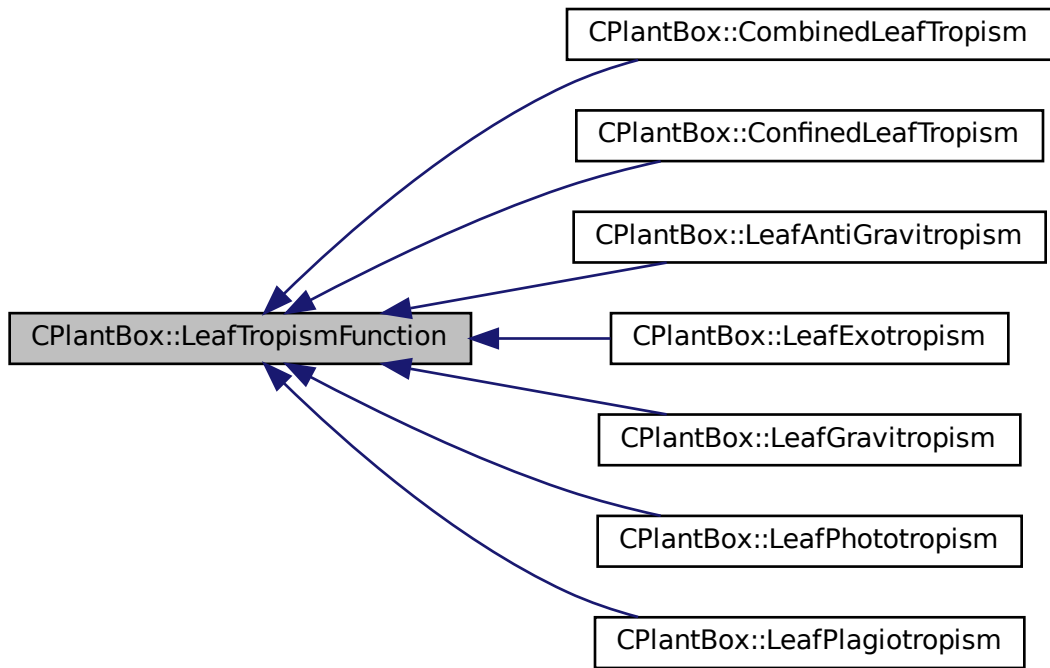 CPlantBox::CombinedLeafTropism
CPlantBox::ConfinedLeafTropism
CPlantBox::LeafAntiGravitropism
CPlantBox::LeafTropismFunction
CPlantBox::LeafExotropism
CPlantBox::LeafGravitropism
CPlantBox::LeafPhototropism
CPlantBox::LeafPlagiotropism